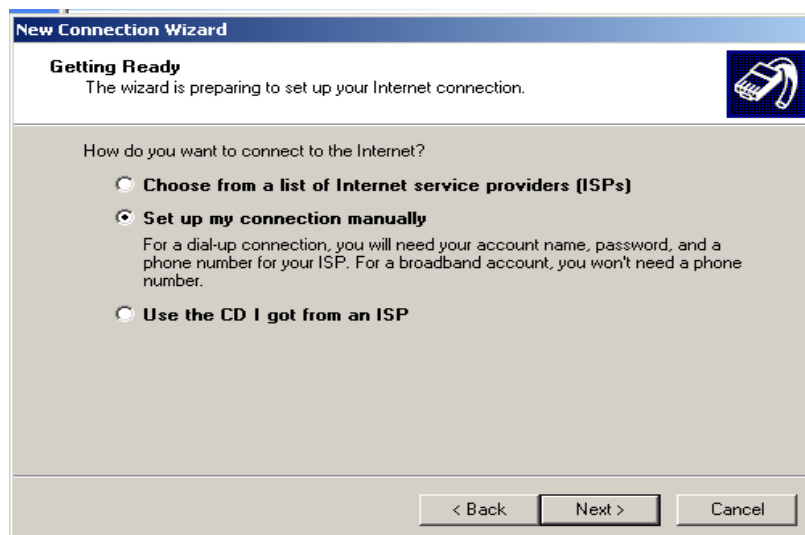 New Connection Wizard
Getting Ready
The wizard is preparing to set up your Internet connection.
How do you want to connect to the Internet?
Choose from a list of Internet service providers (ISPs)
Set up my connection manually
For a dial-up connection, you will need your account name, password, and a
phone number for your ISP. For a broadband account, you won't need a phone
number.
Use the CD I got from an ISP
< Back Next > Cancel